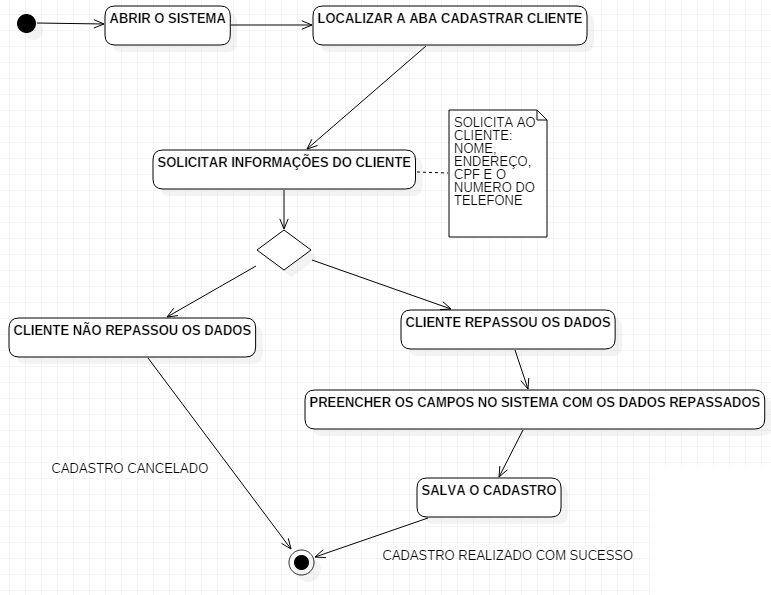 ABRIR O SISTEMA
LOCALIZAR A ABA CADASTRAR CLIENTE
SOLICITAR INFORMAÇÕES DO CLIENTE
SOLICITA AO
CLIENTE:
NOME,
ENDEREÇO,
CPF E O
NUMERO DO
TELEFONE
CLIENTE NÃO REPASSOU OS DADOS
CLIENTE REPASSOU OS DADOS
PREENCHER OS CAMPOS NO SISTEMA COM OS DADOS REPASSADOS
CADASTRO CANCELADO
SALVA O CADASTRO
CADASTRO REALIZADO COM SUCESSO